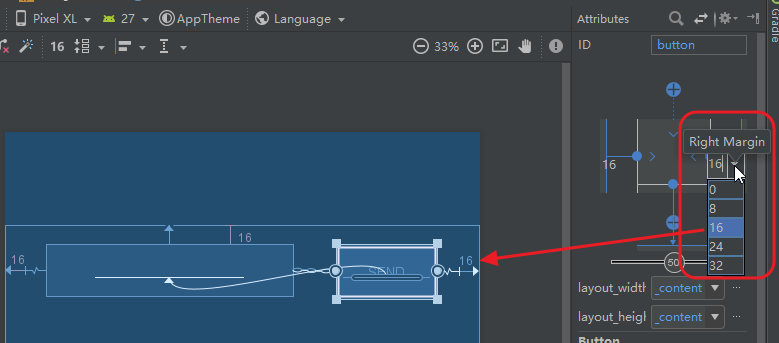 Pixel XL
27
AppTheme
Language
Attributes
16
33%
ID
button
Gradle
Right Margin
16
16
0
8
16
24
32
16
16
16
SEND
50
layout_width
_content
layout_heigh
_content
Button